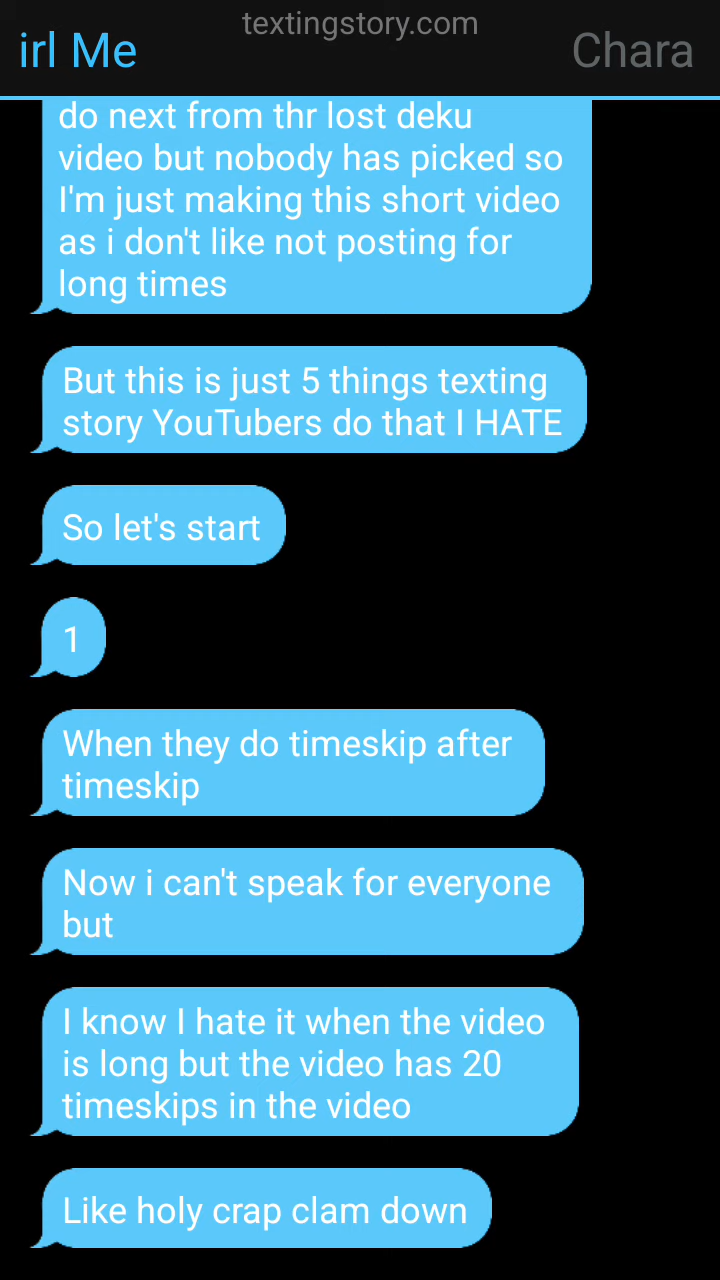 textingstory.com
irl Me
Chara
do next from thr lost deku
video but nobody has picked so
I'm just making this short video
as i don't like not posting for
long times
But this is just 5 things texting
story YouTubers do that I HATE
So let's start
1
When they do timeskip after
timeskip
Now i can't speak for everyone
but
I know I hate it when the video
is long but the video has 20
timeskips in the video
Like holy crap clam down